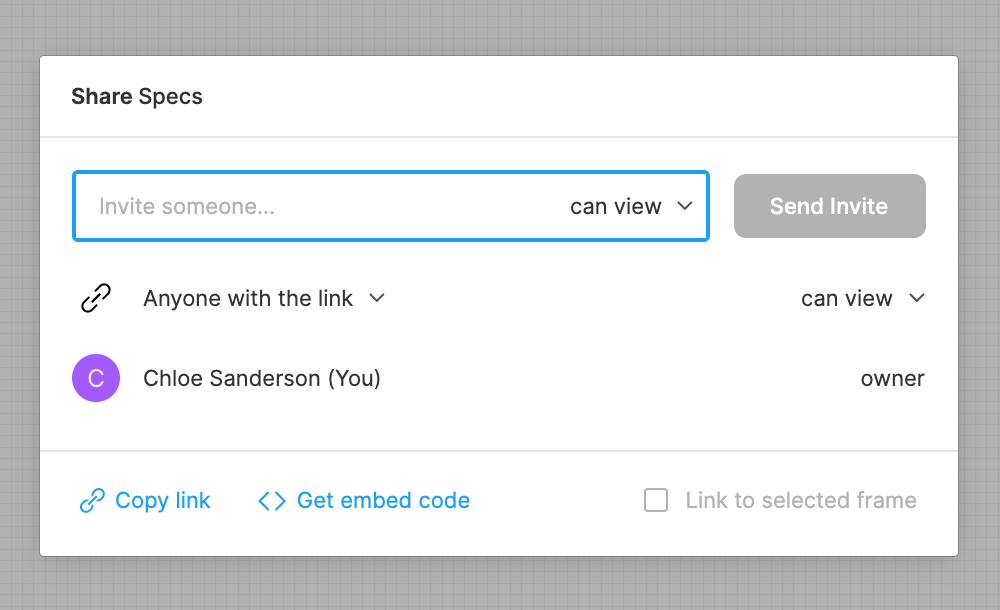 Share Specs
Invite someone... can view
Send Invite
Anyone with the link can view
C Chloe Sanderson (You) owner
Copy link Get embed code Link to selected frame